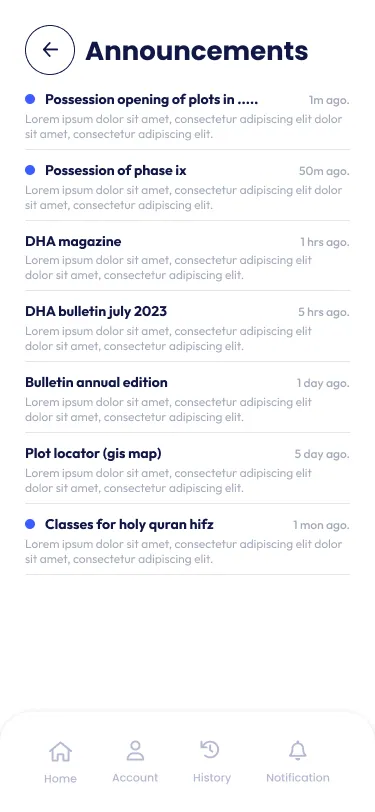 Announcements
Possession opening of plots in ..... 1m ago.
Lorem ipsum dolor sit amet, consectetur adipiscing elit dolor
sit amet, consectetur adipiscing elit.
Possession of phase ix 50m ago.
Lorem ipsum dolor sit amet, consectetur adipiscing elit dolor
sit amet, consectetur adipiscing elit.
DHA magazine 1 hrs ago.
Lorem ipsum dolor sit amet, consectetur adipiscing elit
dolor sit amet, consectetur adipiscing elit.
DHA bulletin july 2023 5 hrs ago.
Lorem ipsum dolor sit amet, consectetur adipiscing elit
dolor sit amet, consectetur adipiscing elit.
Bulletin annual edition 1 day ago.
Lorem ipsum dolor sit amet, consectetur adipiscing elit
dolor sit amet, consectetur adipiscing elit.
Plot locator (gis map) 5 day ago.
Lorem ipsum dolor sit amet, consectetur adipiscing elit
dolor sit amet, consectetur adipiscing elit.
Classes for holy quran hifz 1 mon ago.
Lorem ipsum dolor sit amet, consectetur adipiscing elit dolor
sit amet, consectetur adipiscing elit.
Home Account History Notification